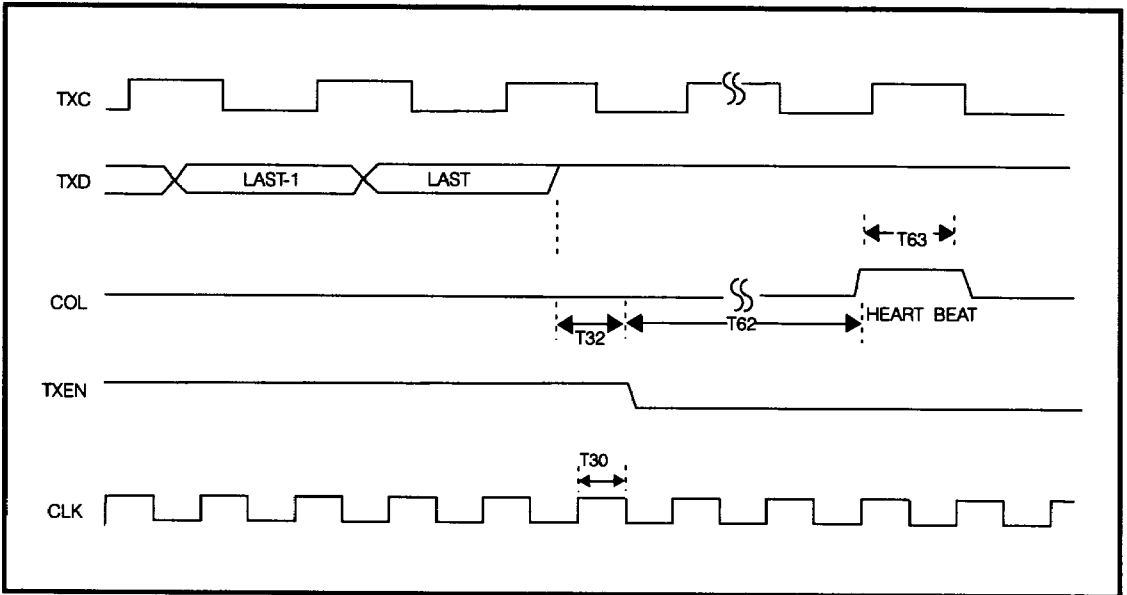 TXC
TXD
LAST-1
LAST
T63
COL
HEART BEAT
T32
T62
TXEN
T30
CLK